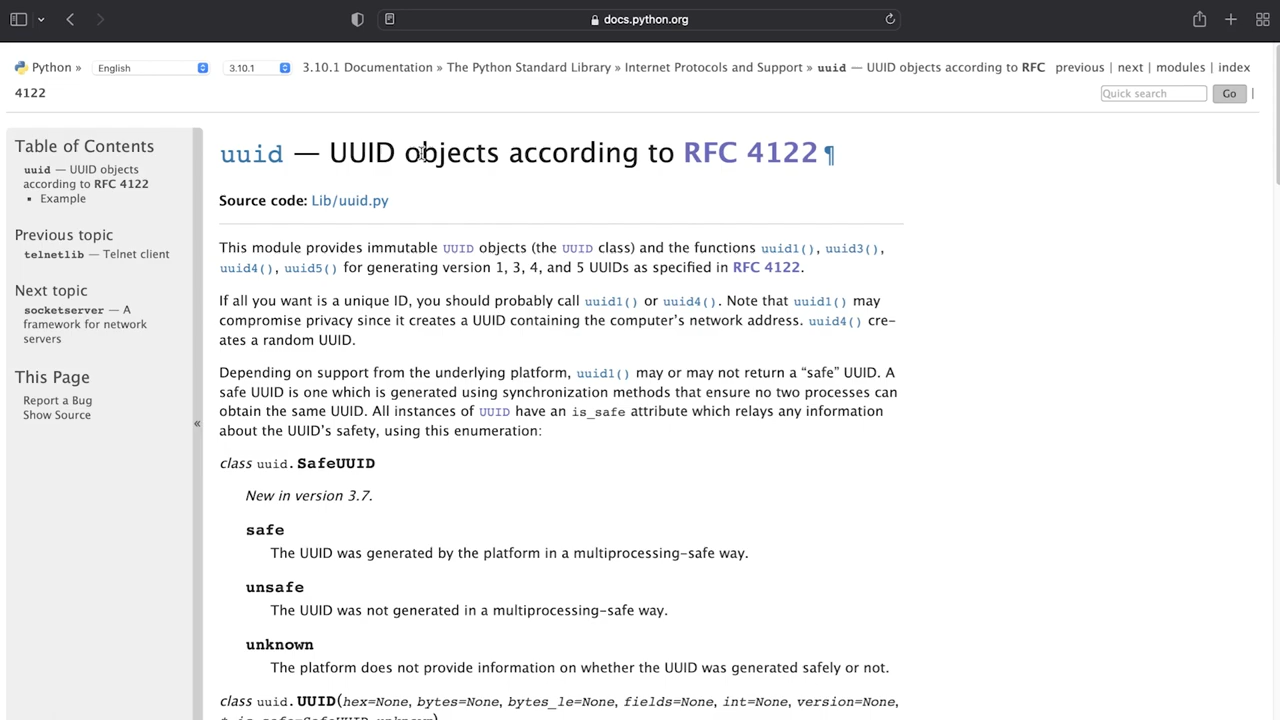 docs.python.org
Python » English 3.10.1 3.10.1 Documentation » The Python Standard Library » Internet Protocols and Support » uuid — UUID objects according to RFC previous | next | modules | index
4122 Quick search Go |
Table of Contents
uuid — UUID objects
according to RFC 4122
• Example
Previous topic
telnetlib — Telnet client
Next topic
socketserver — A
framework for network
servers
This Page
Report a Bug
Show Source
«
uuid — UUID objects according to RFC 4122¶
Source code: Lib/uuid.py
This module provides immutable UUID objects (the UUID class) and the functions uuid1(), uuid3(),
uuid4(), uuid5() for generating version 1, 3, 4, and 5 UUIDs as specified in RFC 4122.
If all you want is a unique ID, you should probably call uuid1() or uuid4(). Note that uuid1() may
compromise privacy since it creates a UUID containing the computer's network address. uuid4() cre-
ates a random UUID.
Depending on support from the underlying platform, uuid1() may or may not return a “safe” UUID. A
safe UUID is one which is generated using synchronization methods that ensure no two processes can
obtain the same UUID. All instances of UUID have an is_safe attribute which relays any information
about the UUID's safety, using this enumeration:
class uuid.SafeUUID
New in version 3.7.
safe
The UUID was generated by the platform in a multiprocessing-safe way.
unsafe
The UUID was not generated in a multiprocessing-safe way.
unknown
The platform does not provide information on whether the UUID was generated safely or not.
class uuid.UUID(hex=None, bytes=None, bytes_le=None, fields=None, int=None, version=None,
*, is_safe=SafeUUID.unknown)